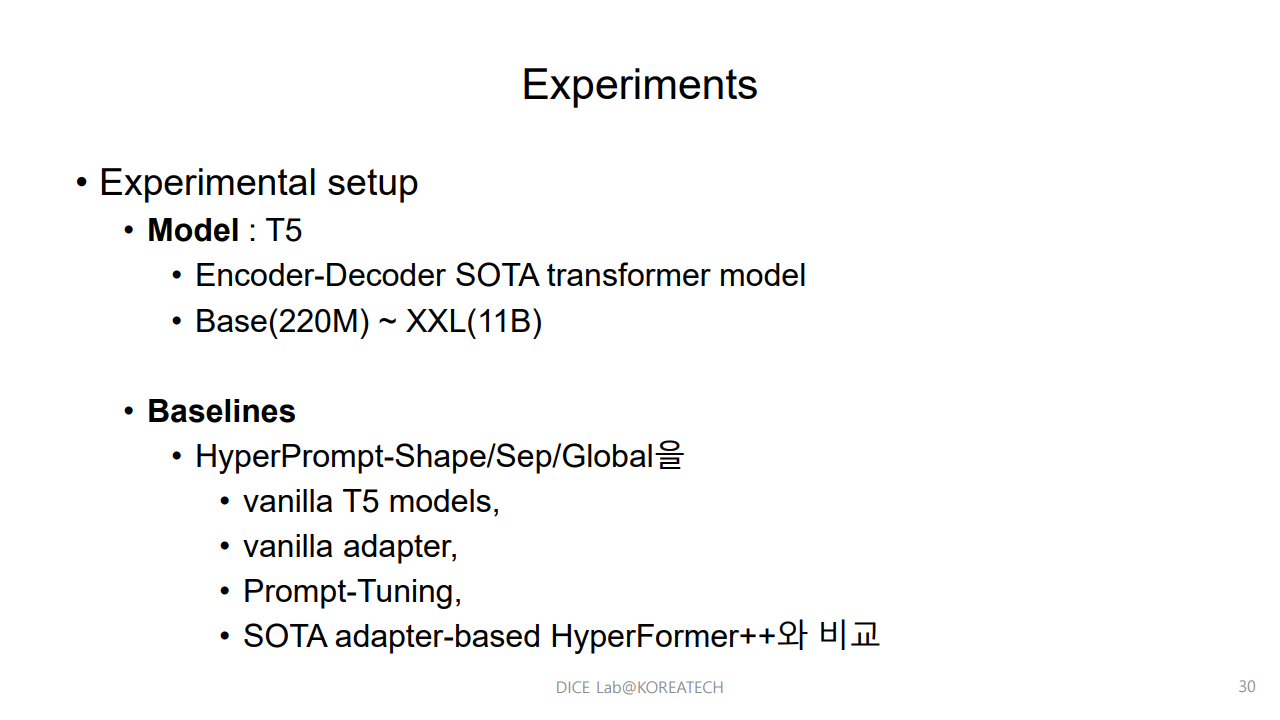 Experiments
• Experimental setup
• Model : T5
• Encoder-Decoder SOTA transformer model
• Base(220M) ~ XXL(11B)
• Baselines
• HyperPrompt-Shape/Sep/Global을
• vanilla T5 models,
• vanilla adapter,
• Prompt-Tuning,
• SOTA adapter-based HyperFormer++와 비교
DICE Lab@KOREATECH
30